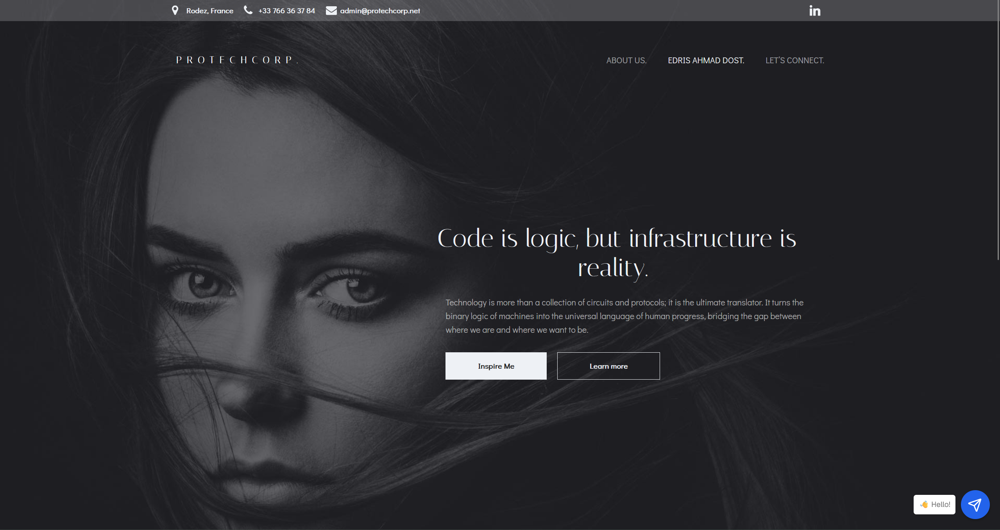 Rodez, France +33 766 36 37 84 admin@protechcorp.net in
PROTECHCORP. ABOUT US. EDRIS AHMAD DOST. LET'S CONNECT.
Code is logic, but infrastructure is
reality.
Technology is more than a collection of circuits and protocols; it is the ultimate translator. It turns the
binary logic of machines into the universal language of human progress, bridging the gap between
where we are and where we want to be.
Inspire Me Learn more
👋 Hello!